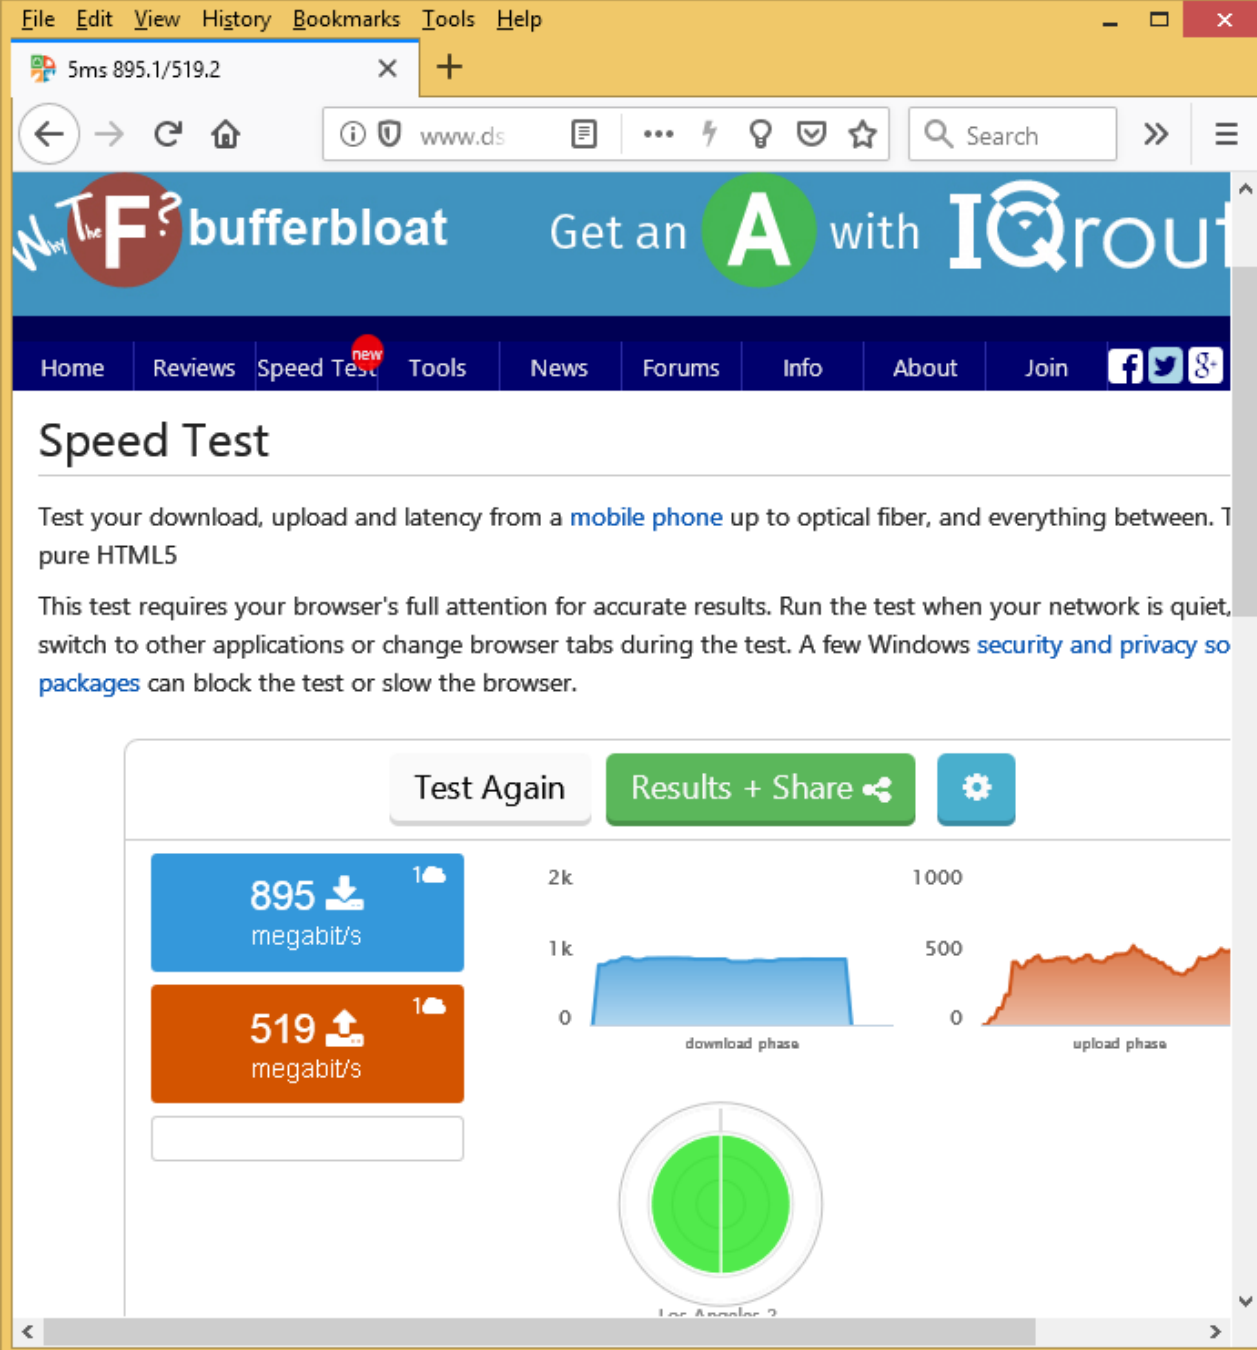 File Edit View History Bookmarks Tools Help
5ms 895.1/519.2
www.ds
Search
Why The F? bufferbloat Get an A with IQrout
Home Reviews Speed Test new Tools News Forums Info About Join
Speed Test
Test your download, upload and latency from a mobile phone up to optical fiber, and everything between. T
pure HTML5
This test requires your browser's full attention for accurate results. Run the test when your network is quiet,
switch to other applications or change browser tabs during the test. A few Windows security and privacy so
packages can block the test or slow the browser.
Test Again Results + Share
895 1
megabit/s
519 1
megabit/s
2k
1k
0
download phase
1000
500
0
upload phase
Los Angeles 2